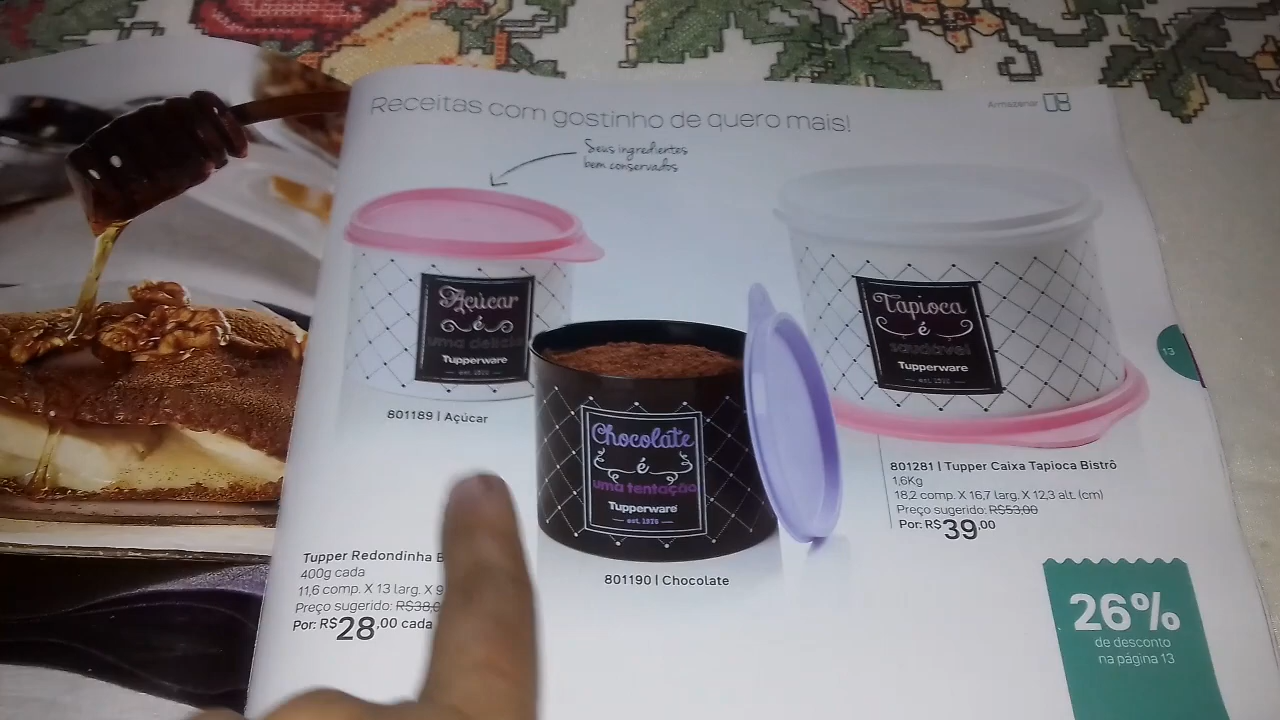 Receitas com gostinho de quero mais!
Armazenar
Seus ingredientes
bem conservados
Açúcar
é
uma delícia
Tupperware
801189 | Açúcar
Chocolate
é
uma tentação
Tupperware
est. 1976
801190 | Chocolate
Tapioca
é
saudável
Tupperware
13
801281 | Tupper Caixa Tapioca Bistrô
1,6Kg
18,2 comp. X 16,7 larg. X 12,3 alt. (cm)
Preço sugerido: R$53,00
Por: R$39,00
Tupper Redondinha
400g cada
11,6 comp. X 13 larg. X 9
Preço sugerido: R$38,0
Por: R$28,00 cada
26%
de desconto
na página 13